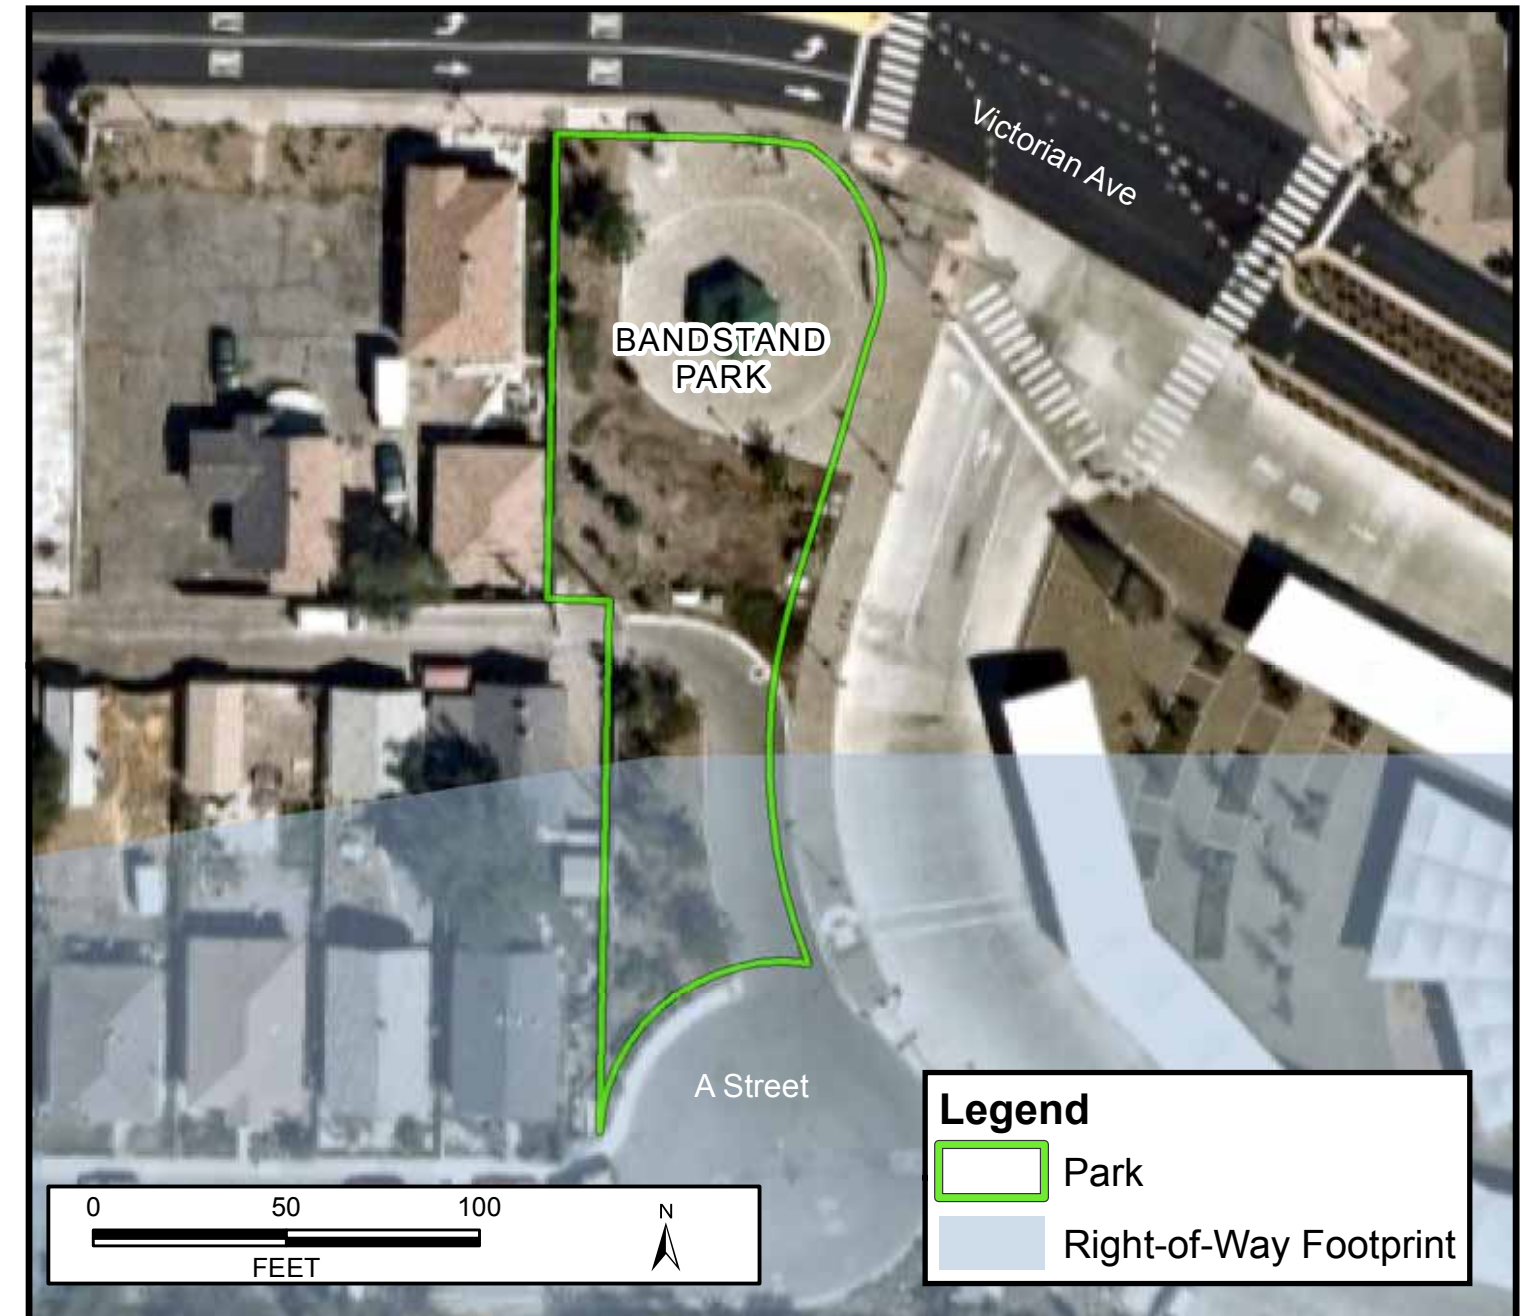 Victorian Ave
BANDSTAND
PARK
A Street
Legend
Park
Right-of-Way Footprint
0 50 100
FEET
N